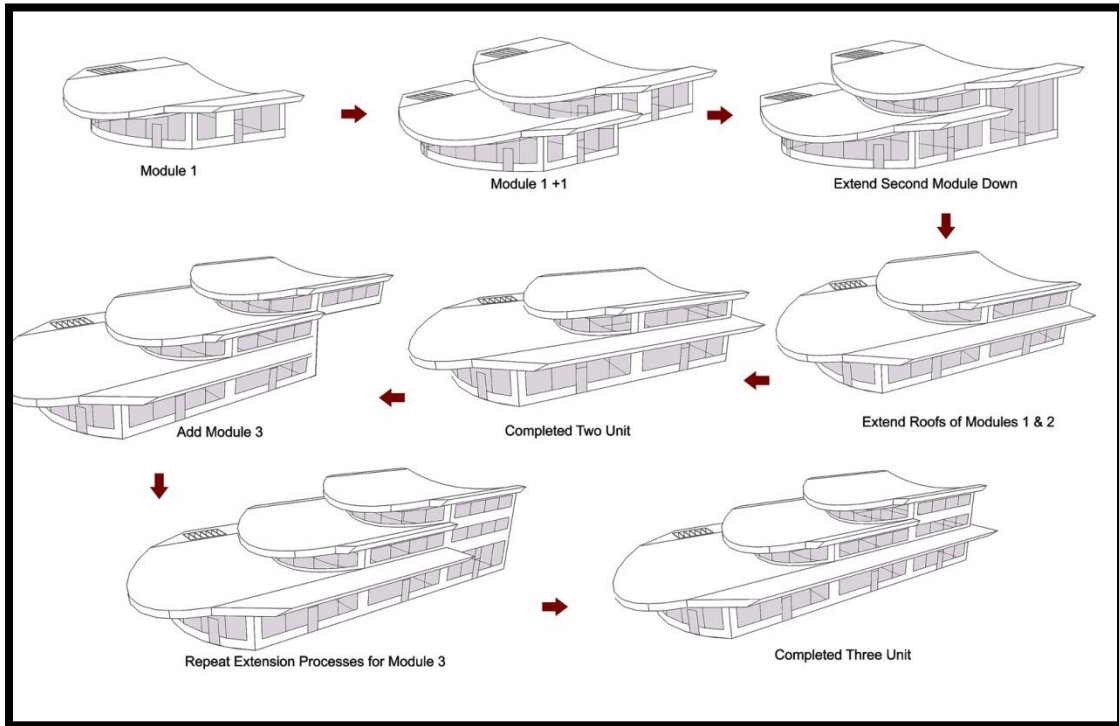 Module 1
Module 1 +1
Extend Second Module Down
Extend Roofs of Modules 1 & 2
Completed Two Unit
Add Module 3
Repeat Extension Processes for Module 3
Completed Three Unit